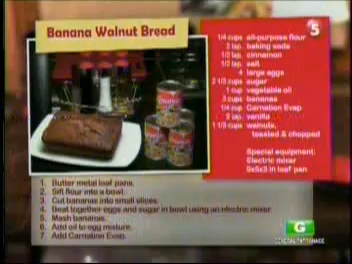 Banana Walnut Bread
5
1/4 cups all-purpose flour
2 tsp. baking soda
1/2 tsp. cinnamon
1/2 tsp. salt
4 large eggs
2 1/3 cups sugar
1 cup vegetable oil
3 cups bananas
1/4 cup Carnation Evap.
2 tsp. vanilla
1 1/3 cups walnuts,
toasted & chopped
Special equipment:
Electric mixer
9x5x3 in loaf pan
1. Butter metal loaf pans.
2. Sift flour into a bowl.
3. Cut bananas into small slices.
4. Beat together eggs and sugar in bowl using an electric mixer.
5. Mash bananas.
6. Add oil to egg mixture.
7. Add Carnation Evap.
G
GENERAL PATRONAGE